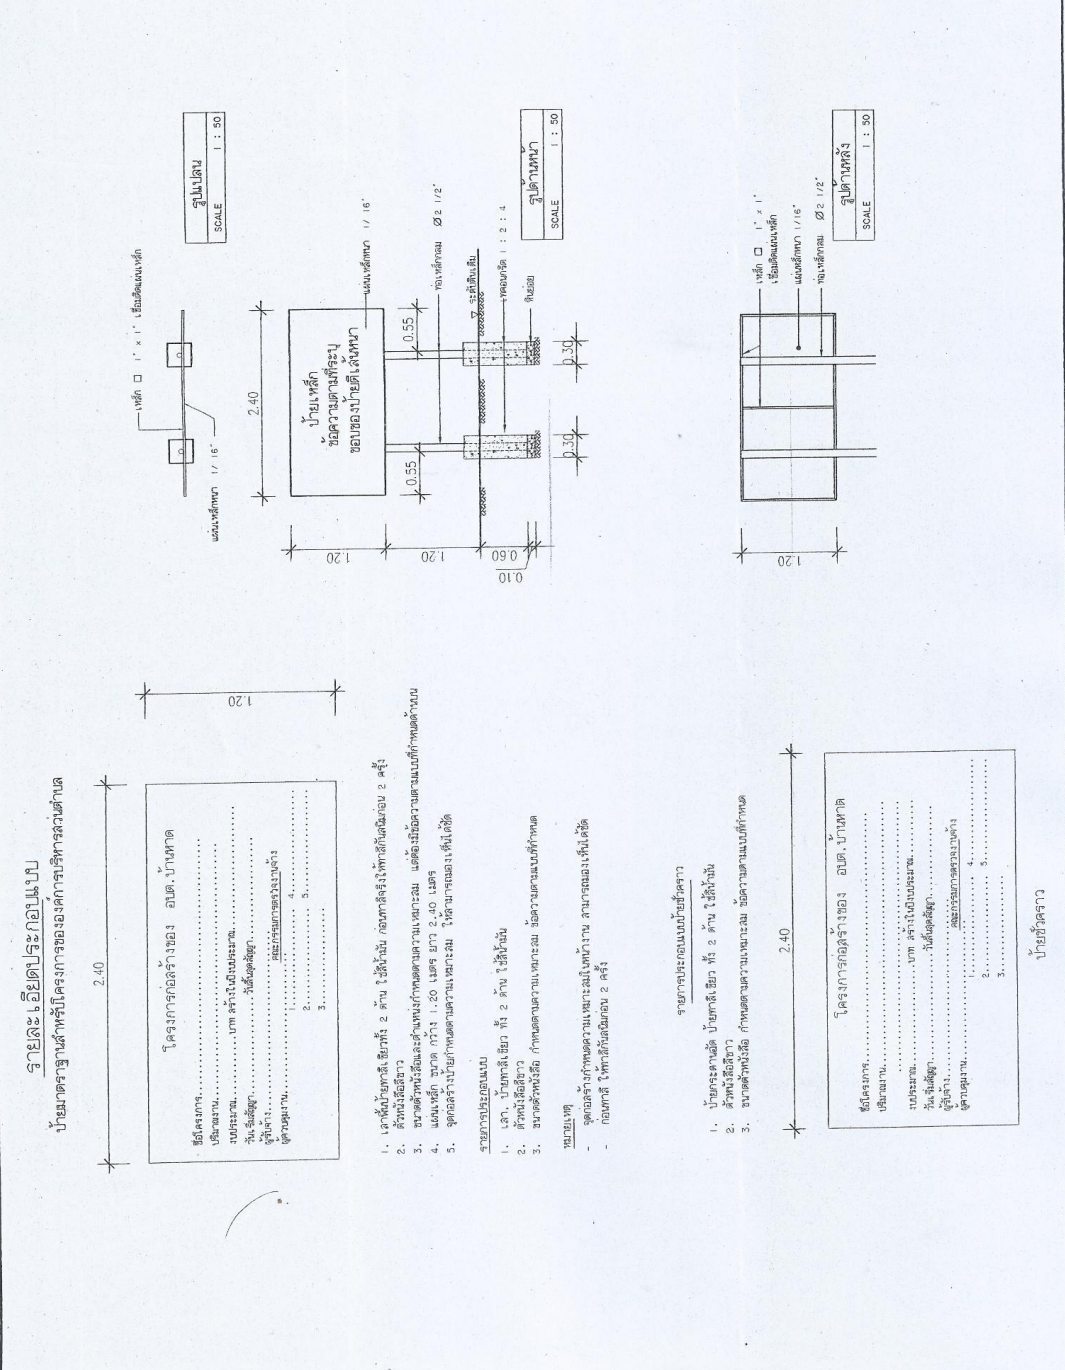 รายละเอียดประกอบแบบ
ป้ายมาตราฐานสำหรับโครงการขององค์การบริหารส่วนตำบล
2.40
1.20
โครงการก่อสร้างของ อบต.บ้านหาด
ชื่อโครงการ
ปริมาณงาน
งบประมาณ บาท สร้างในปีงบประมาณ
วันเริ่มสัญญา วันสิ้นสุดสัญญา
ผู้รับจ้าง
ผู้ควบคุมงาน คณะกรรมการตรวจงานจ้าง
1. 4.
2. 5.
3.
1. เสาพื้นป้ายทาสีเขียวทั้ง 2 ด้าน ใช้สีน้ำมัน ก่อนทาสีจริงให้ทาสีกันสนิมก่อน 2 ครั้ง
2. ตัวหนังสือสีขาว
3. ขนาดตัวหนังสือและตำแหน่งกำหนดตามความเหมาะสม แต่ต้องมีข้อความตามแบบที่กำหนดด้านบน
4. แผ่นเหล็ก ขนาด กว้าง 1.20 เมตร ยาว 2.40 เมตร
5. จุดก่อสร้างป้ายกำหนดตามความเหมาะสม ให้สามารถมองเห็นได้ชัด
รายการประกอบแบบ
1. เสา, ป้ายทาสีเขียว ทั้ง 2 ด้าน ใช้สีน้ำมัน
2. ตัวหนังสือสีขาว
3. ขนาดตัวหนังสือ กำหนดตามความเหมาะสม ข้อความตามแบบที่กำหนด
หมายเหตุ
- จุดก่อสร้างกำหนดความเหมาะสมในหน้างาน สามารถมองเห็นได้ชัด
- ก่อนทาสี ให้ทาสีกันสนิมก่อน 2 ครั้ง
รายการประกอบแบบป้ายชั่วคราว
1. ป้ายกระดานอัด ป้ายทาสีเขียว ทั้ง 2 ด้าน ใช้สีน้ำมัน
2. ตัวหนังสือสีขาว
3. ขนาดตัวหนังสือ กำหนดตามความเหมาะสม ข้อความตามแบบที่กำหนด
2.40
โครงการก่อสร้างของ อบต.บ้านหาด
ชื่อโครงการ
ปริมาณงาน
งบประมาณ บาท สร้างในปีงบประมาณ
วันเริ่มสัญญา วันสิ้นสุดสัญญา
ผู้รับจ้าง คณะกรรมการตรวจงานจ้าง
ผู้ควบคุมงาน
1. 4.
2. 5.
3.
ป้ายชั่วคราว
เหล็ก □ 1" x 1" เชื่อมติดแผ่นเหล็ก
แผ่นเหล็กหนา 1/ 16"
รูปแปลน
SCALE 1 : 50
2.40
ป้ายเหล็ก
ข้อความตามที่ระบุ
ขอบของป้ายตีเส้นหนา
แผ่นเหล็กหนา 1/ 16"
0.55
0.55
ท่อเหล็กกลม Ø 2 1/2"
ระดับดินเดิม
เทคอนกรีต 1 : 2 : 4
หินย่อย
0.30
0.30
1.20
1.20
0.60
0.10
รูปด้านหน้า
SCALE 1 : 50
เหล็ก □ 1" x 1"
เชื่อมติดแผ่นเหล็ก
แผ่นเหล็กหนา 1/16"
ท่อเหล็กกลม Ø 2 1/2"
1.20
รูปด้านหลัง
SCALE 1 : 50